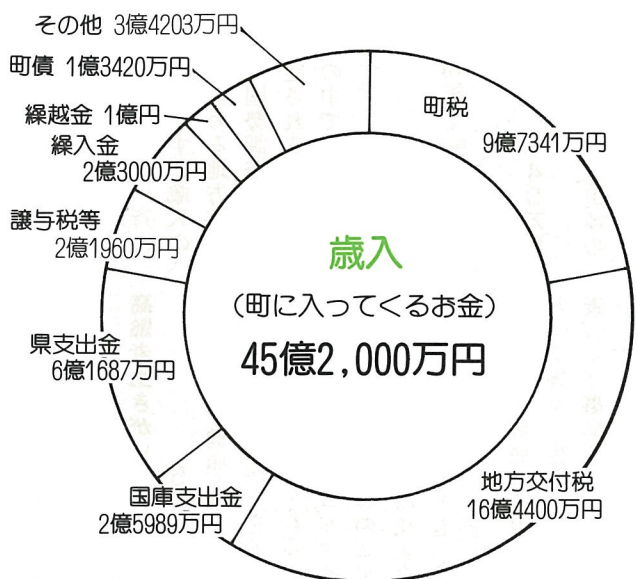 その他 3億4203万円
町債 1億3420万円
繰越金 1億円
繰入金
2億3000万円
譲与税等
2億1960万円
県支出金
6億1687万円
国庫支出金
2億5989万円
町税
9億7341万円
地方交付税
16億4400万円
歳入
(町に入ってくるお金)
45億2,000万円